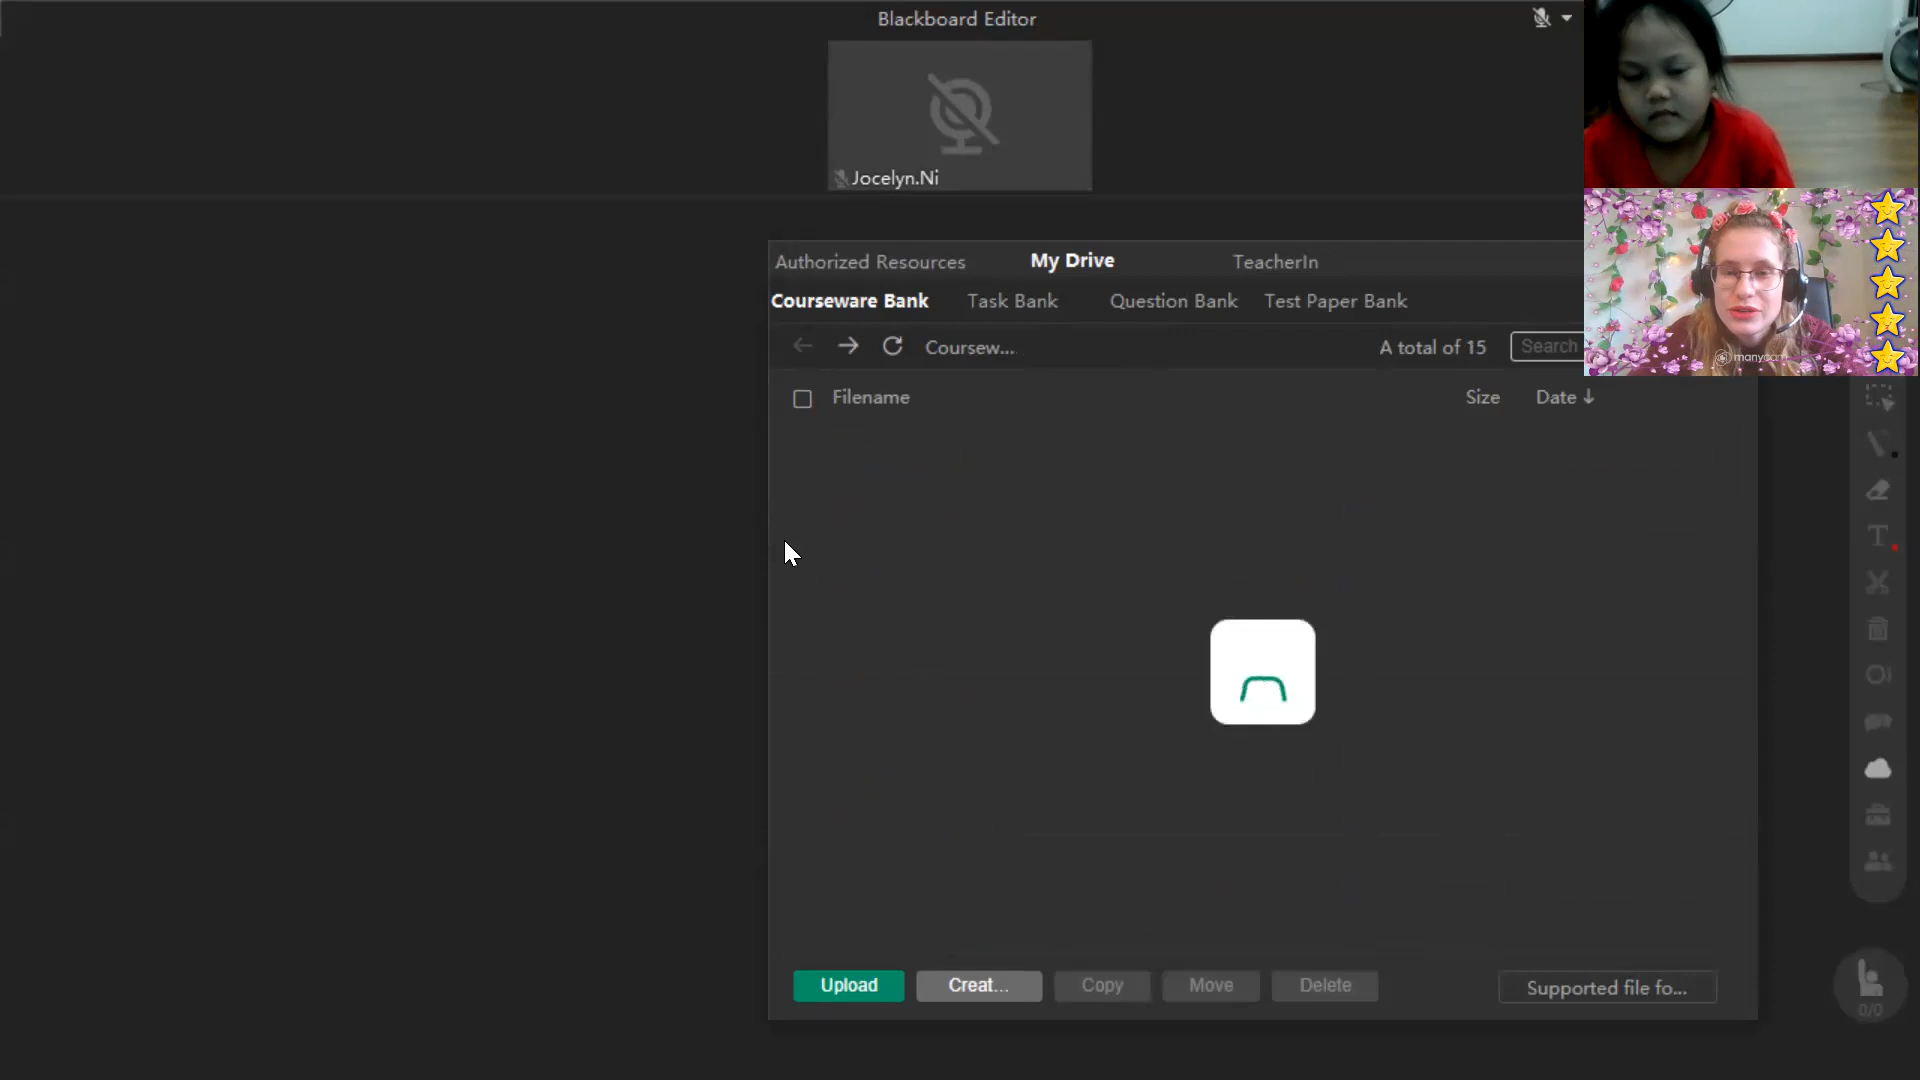 Blackboard Editor
Jocelyn.Ni
Authorized Resources My Drive TeacherIn
Courseware Bank Task Bank Question Bank Test Paper Bank
Coursew... A total of 15 Search
Filename Size Date
manycam
Upload Creat... Copy Move Delete Supported file fo...
0/0